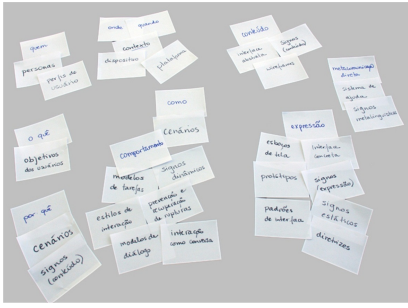 quem
personas
perfis de
usuário
onde
quando
contexto
dispositivo
plataforma
conteúdo
interface
abstrata
signos
(conteúdo)
wireframes
metacomunicação
direta
sistema de
ajuda
signos
metalinguísticos
o quê
objetivos
dos usuários
como
cenários
comportamento
modelos
de tarefas
signos
dinâmicos
estilos de
interação
prevenção e
recuperação
de rupturas
modelos de
diálogo
interação
como conversa
expressão
esboços
de tela
interface
concreta
protótipos
signos
(expressão)
padrões
de interface
signos
estáticos
diretrizes
por quê
cenários
signos
(conteúdo)